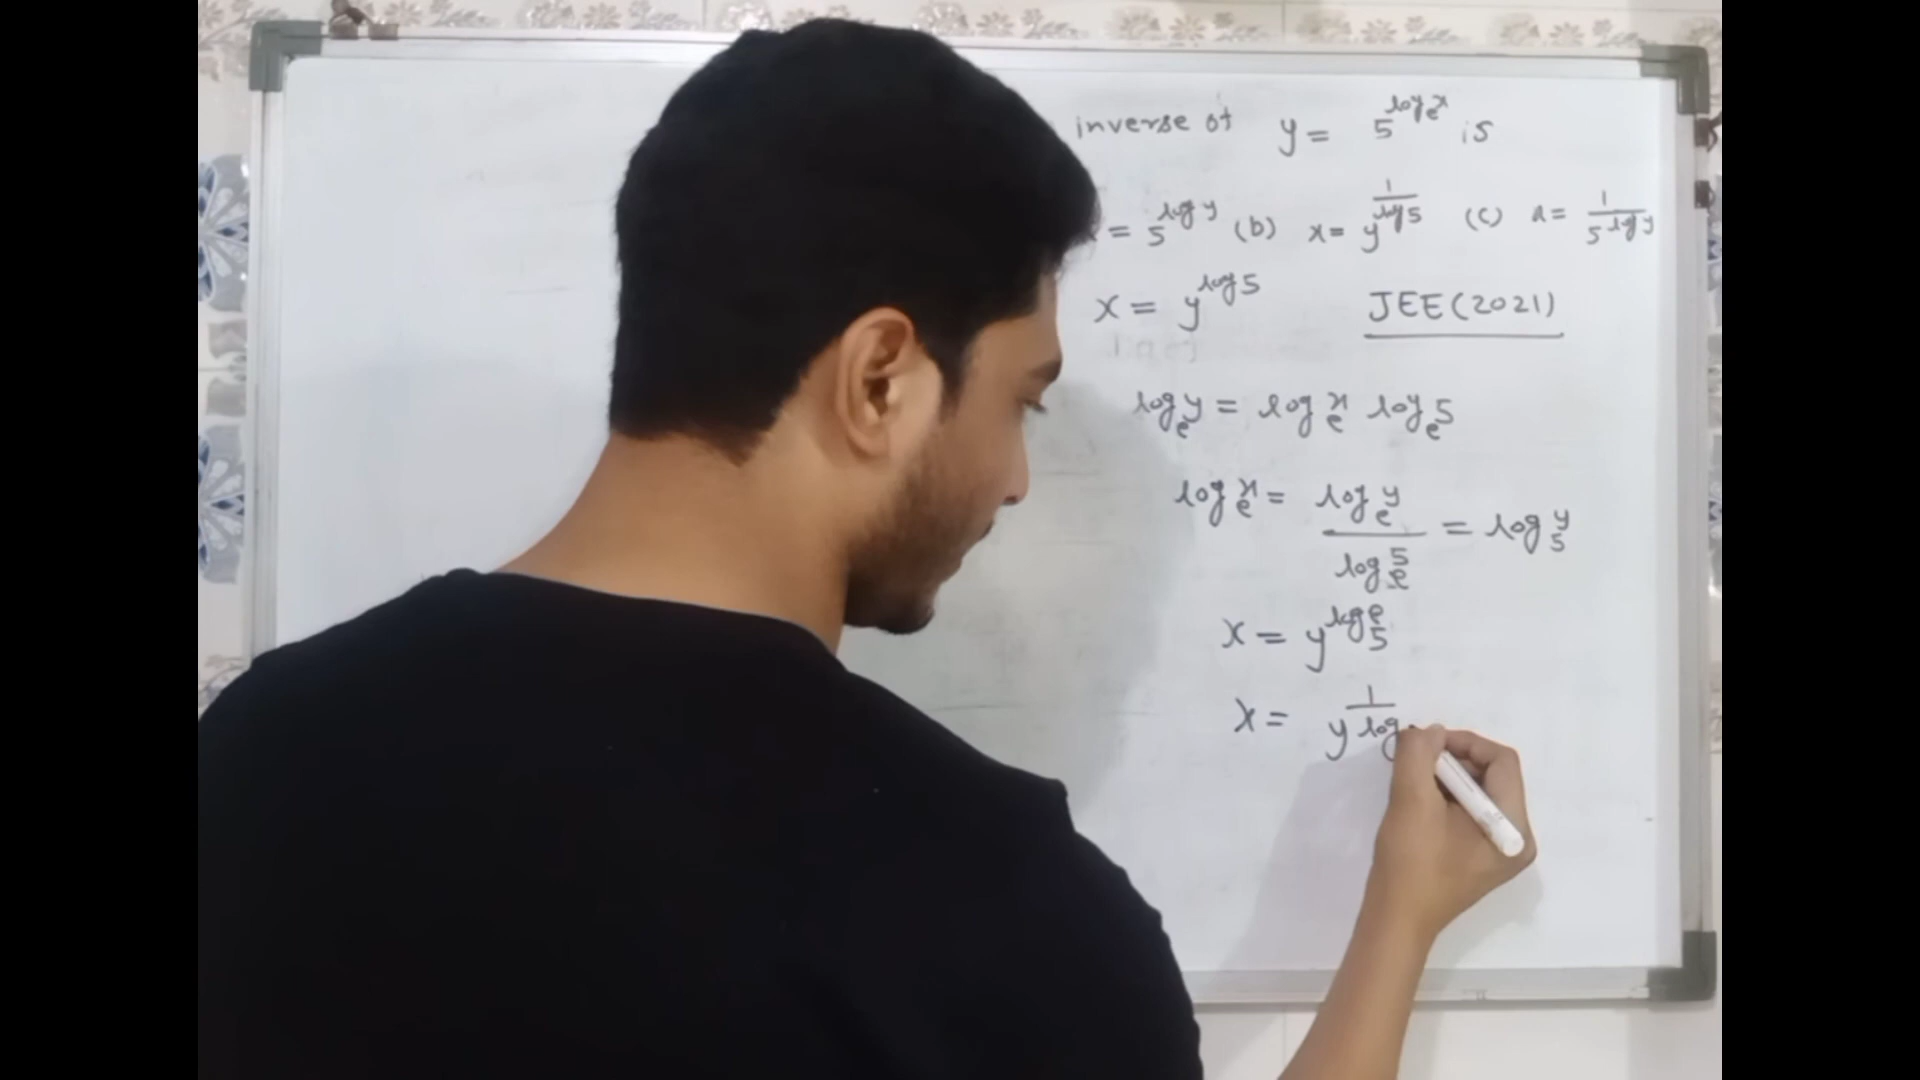 inverse of y = 5^{log_e x} is
= 5^{log y} (b) x = y^{1/log 5} (c) x = 1/5^{log y}
x = y^{log 5} JEE(2021)
log_e y = log_e x log_e 5
log_e x = log_e y / log_e 5 = log_5 y
x = y^{log_5 e}
x = y^{1/log